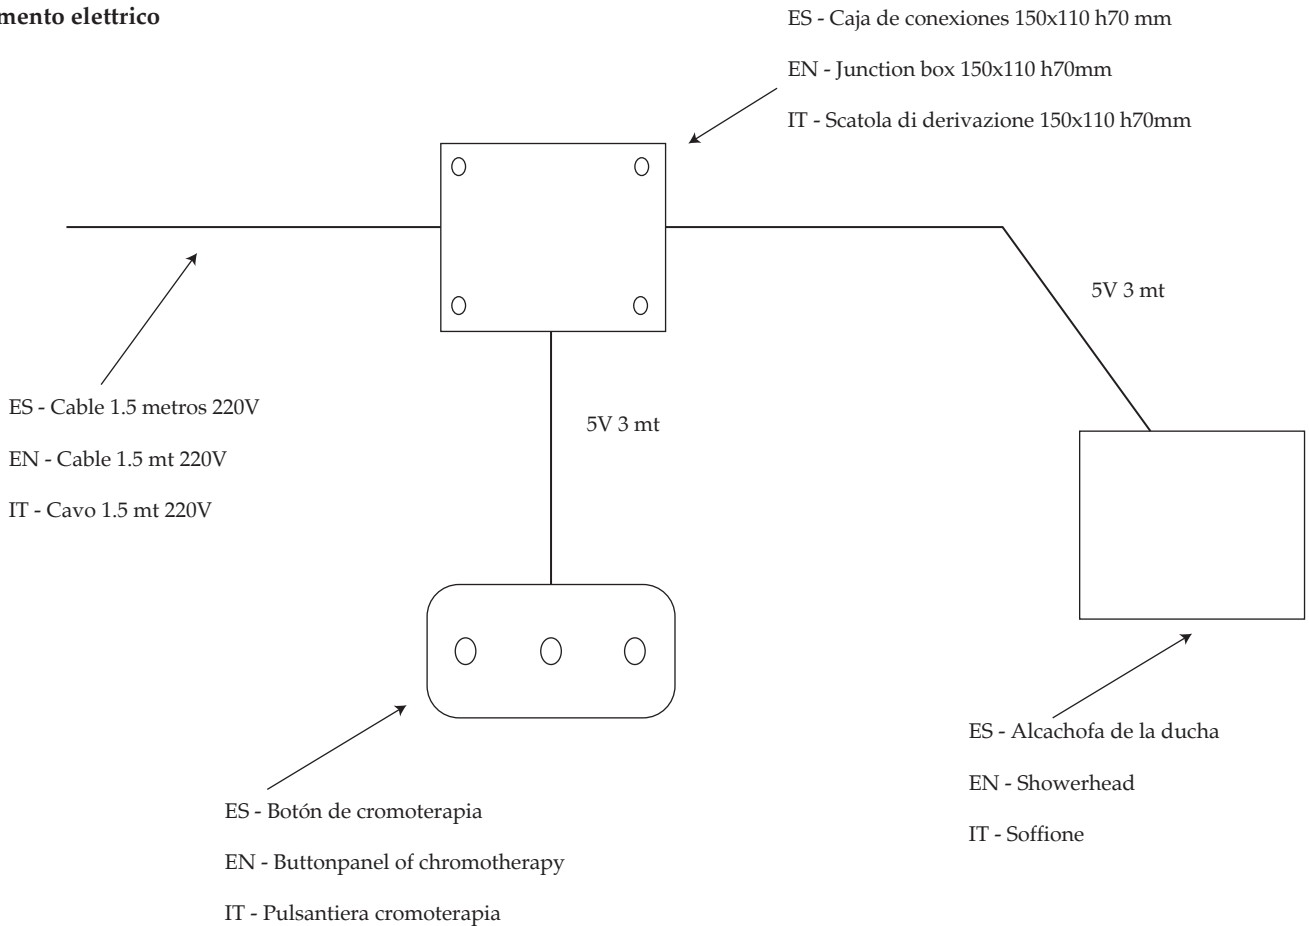 mento elettrico
ES - Caja de conexiones 150x110 h70 mm
EN - Junction box 150x110 h70mm
IT - Scatola di derivazione 150x110 h70mm
5V 3 mt
ES - Cable 1.5 metros 220V
EN - Cable 1.5 mt 220V
IT - Cavo 1.5 mt 220V
5V 3 mt
ES - Alcachofa de la ducha
EN - Showerhead
IT - Soffione
ES - Botón de cromoterapia
EN - Buttonpanel of chromotherapy
IT - Pulsantiera cromoterapia